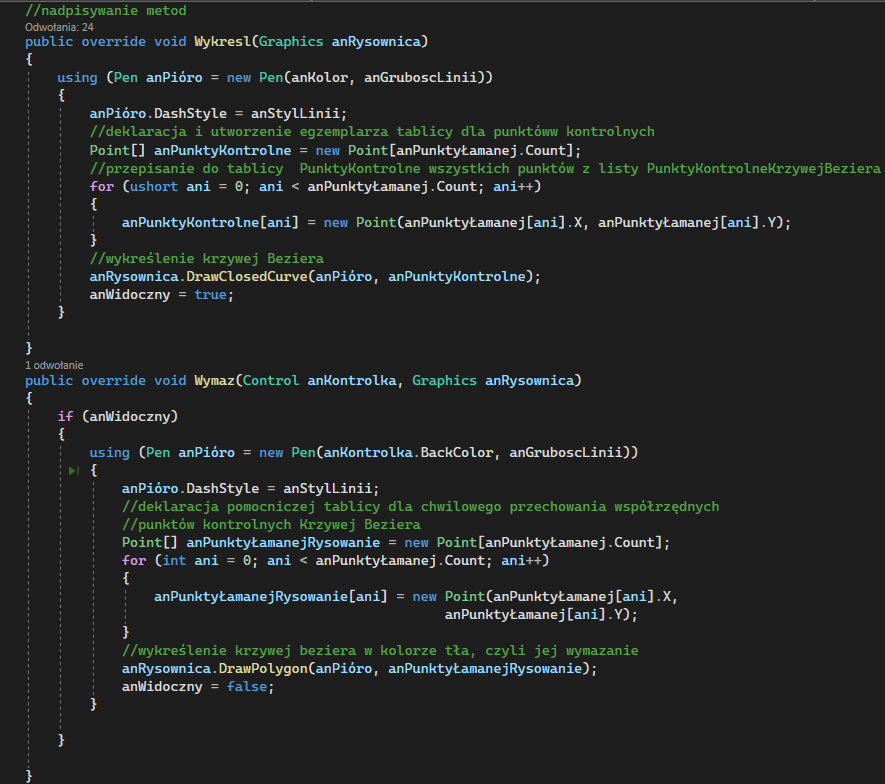 //nadpisywanie metod
Odwołania: 24
public override void Wykresl(Graphics anRysownica)
{
using (Pen anPióro = new Pen(anKolor, anGruboscLinii))
{
anPióro.DashStyle = anStylLinii;
//deklaracja i utworzenie egzemplarza tablicy dla punktóww kontrolnych
Point[] anPunktyKontrolne = new Point[anPunktyŁamanej.Count];
//przepisanie do tablicy  PunktyKontrolne wszystkich punktów z listy PunktyKontrolneKrzywejBeziera
for (ushort ani = 0; ani < anPunktyŁamanej.Count; ani++)
{
anPunktyKontrolne[ani] = new Point(anPunktyŁamanej[ani].X, anPunktyŁamanej[ani].Y);
}
//wykreślenie krzywej Beziera
anRysownica.DrawClosedCurve(anPióro, anPunktyKontrolne);
anWidoczny = true;
}
}
1 odwołanie
public override void Wymaz(Control anKontrolka, Graphics anRysownica)
{
if (anWidoczny)
{
using (Pen anPióro = new Pen(anKontrolka.BackColor, anGruboscLinii))
{
anPióro.DashStyle = anStylLinii;
//deklaracja pomocniczej tablicy dla chwilowego przechowania współrzędnych
//punktów kontrolnych Krzywej Beziera
Point[] anPunktyŁamanejRysowanie = new Point[anPunktyŁamanej.Count];
for (int ani = 0; ani < anPunktyŁamanej.Count; ani++)
{
anPunktyŁamanejRysowanie[ani] = new Point(anPunktyŁamanej[ani].X,
anPunktyŁamanej[ani].Y);
}
//wykreślenie krzywej beziera w kolorze tła, czyli jej wymazanie
anRysownica.DrawPolygon(anPióro, anPunktyŁamanejRysowanie);
anWidoczny = false;
}
}
}